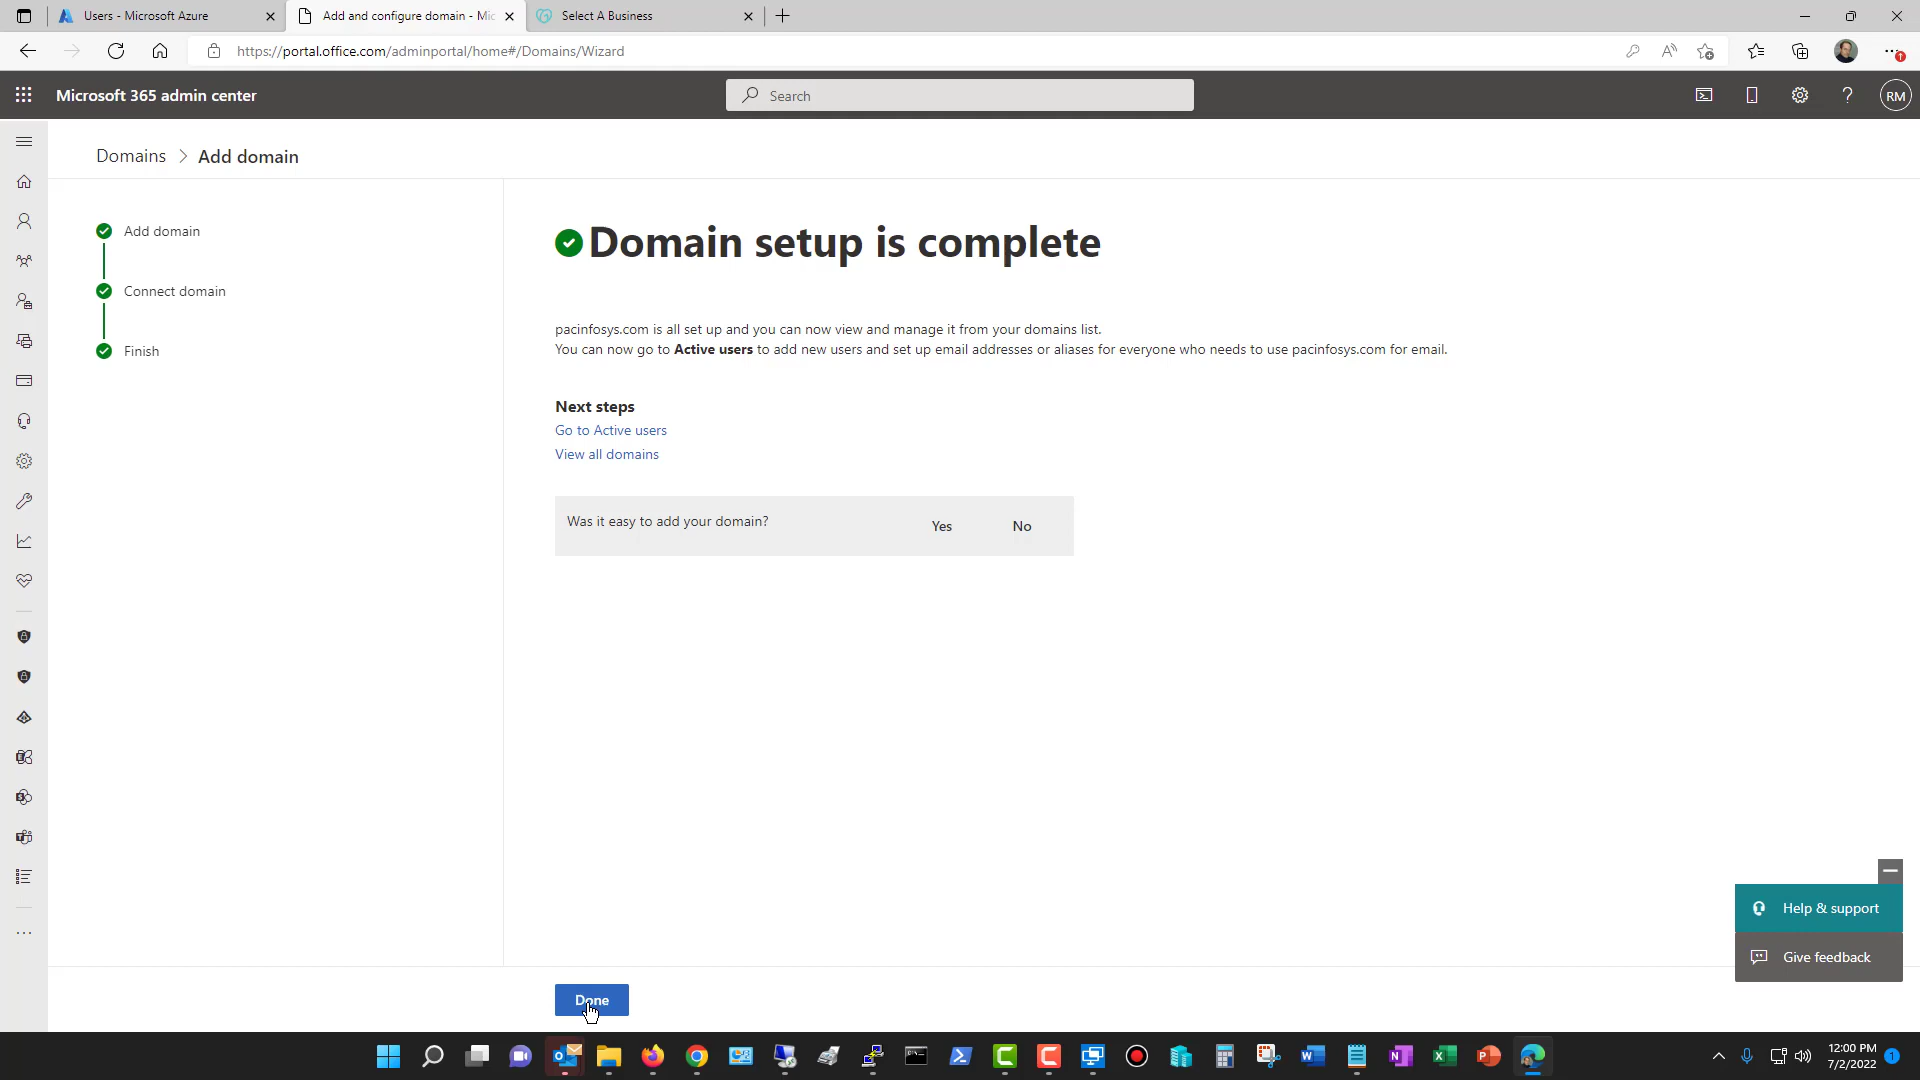 Users - Microsoft Azure
Add and configure domain - Mic
Select A Business
https://portal.office.com/adminportal/home#/Domains/Wizard
Microsoft 365 admin center
Search
RM
Domains
Add domain
Add domain
Connect domain
Finish
Domain setup is complete
pacinfosys.com is all set up and you can now view and manage it from your domains list.
You can now go to Active users to add new users and set up email addresses or aliases for everyone who needs to use pacinfosys.com for email.
Next steps
Go to Active users
View all domains
Was it easy to add your domain?
Yes
No
Help & support
Give feedback
Done
12:00 PM
7/2/2022
1